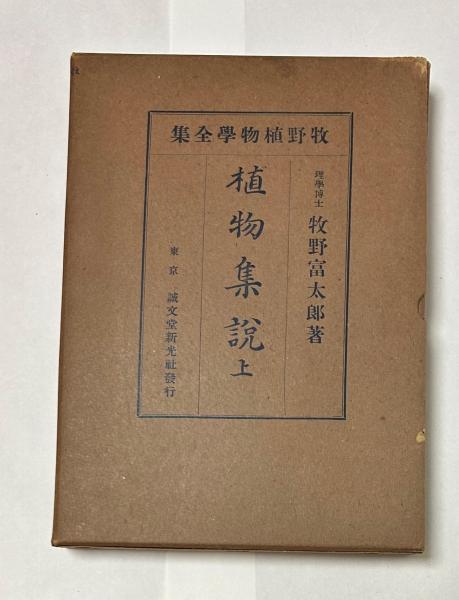 牧野植物學全集
理學博士 牧野富太郎著
植物集説 上
東京 誠文堂新光社發行